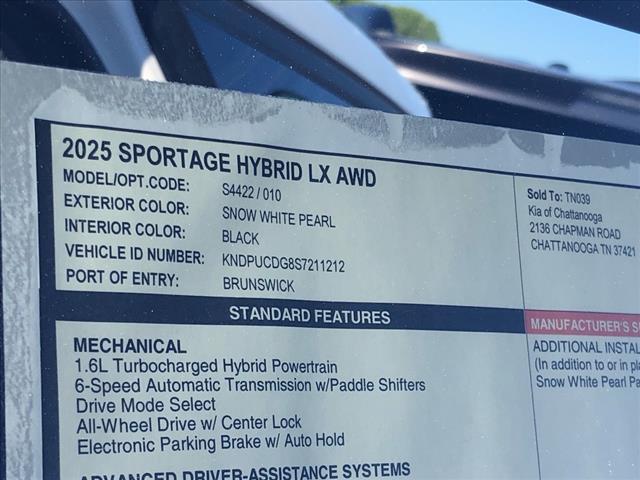 2025 SPORTAGE HYBRID LX AWD
MODEL/OPT.CODE: S4422 / 010
EXTERIOR COLOR: SNOW WHITE PEARL
INTERIOR COLOR: BLACK
VEHICLE ID NUMBER: KNDPUCDG8S7211212
PORT OF ENTRY: BRUNSWICK
Sold To: TN039
Kia of Chattanooga
2136 CHAPMAN ROAD
CHATTANOOGA TN 37421
STANDARD FEATURES
MECHANICAL
1.6L Turbocharged Hybrid Powertrain
6-Speed Automatic Transmission w/Paddle Shifters
Drive Mode Select
All-Wheel Drive w/ Center Lock
Electronic Parking Brake w/ Auto Hold
ADVANCED DRIVER-ASSISTANCE SYSTEMS
MANUFACTURER'S
ADDITIONAL
(In addition to or in
Snow White Pearl